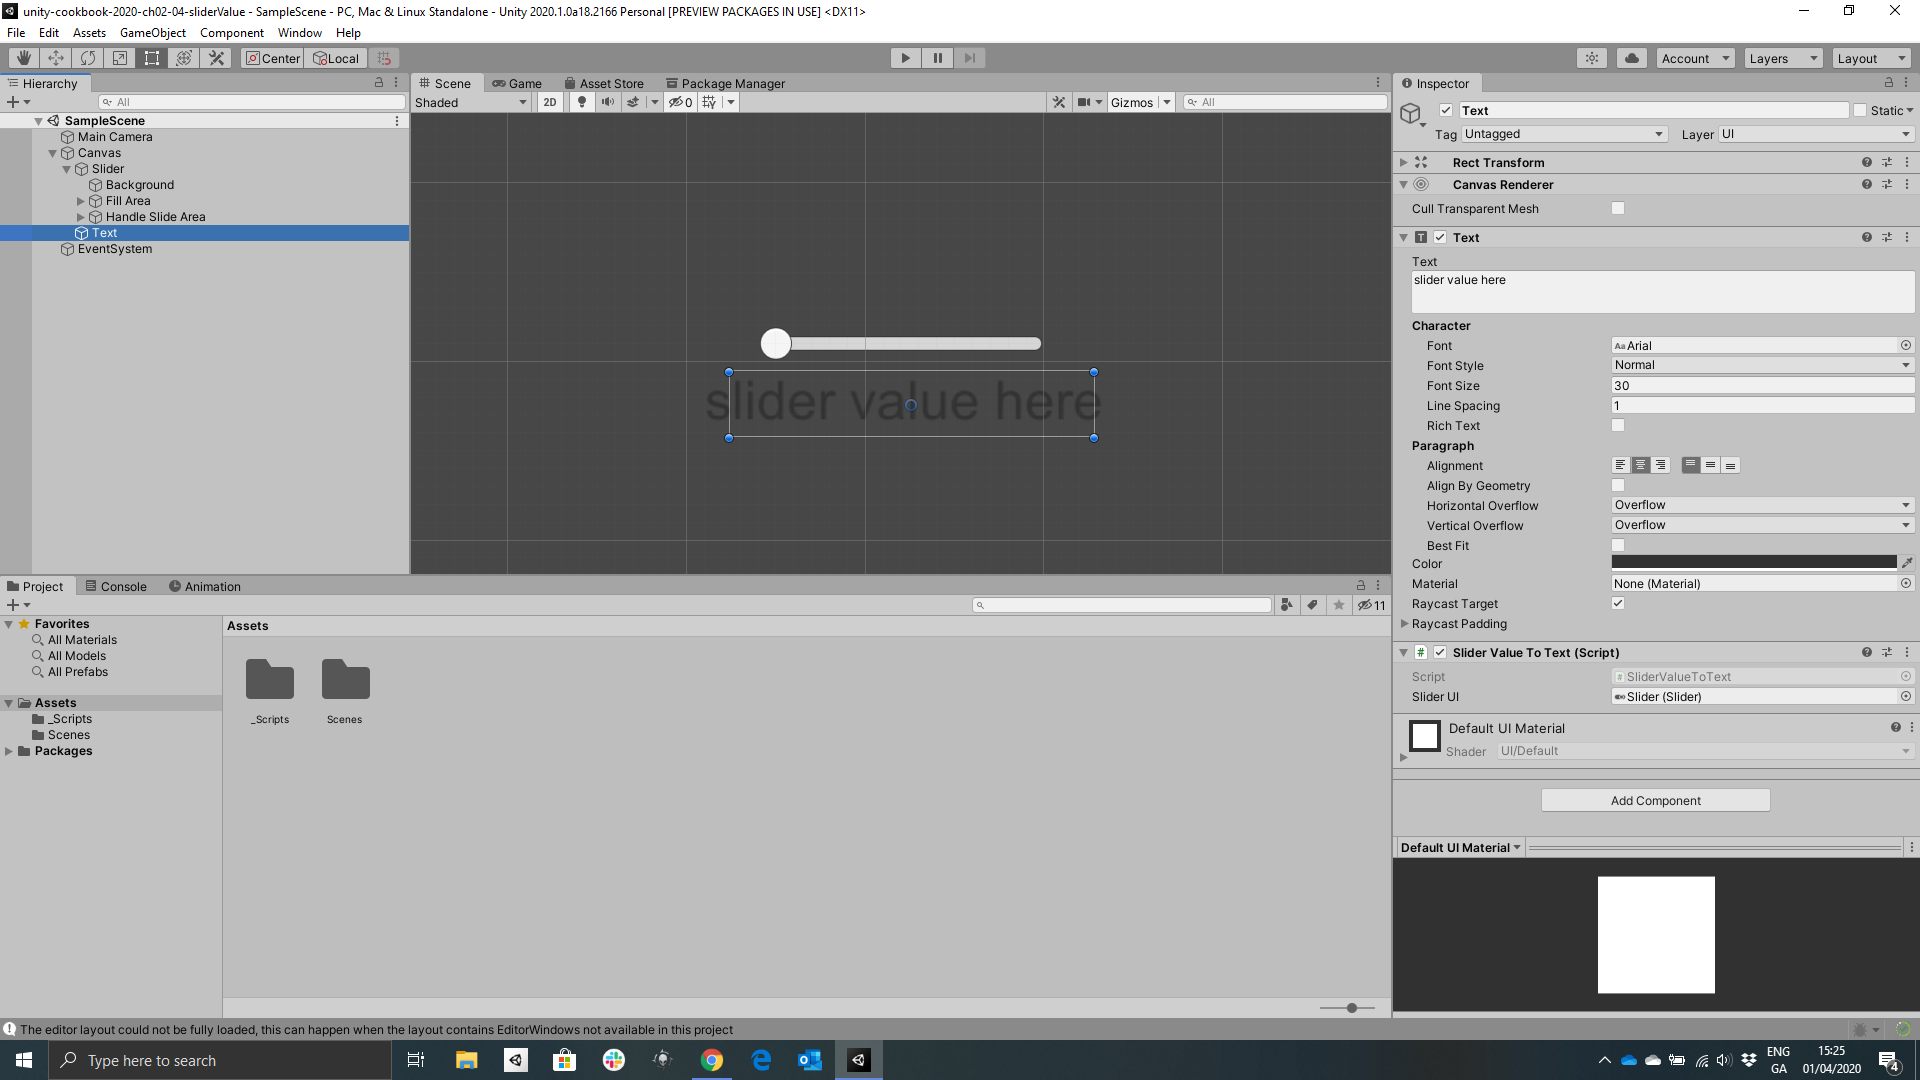 unity-cookbook-2020-ch02-04-sliderValue - SampleScene - PC, Mac & Linux Standalone - Unity 2020.1.0a18.2166 Personal [PREVIEW PACKAGES IN USE] <DX11>
File Edit Assets GameObject Component Window Help
Center Local Account Layers Layout
Hierarchy
All
SampleScene
Main Camera
Canvas
Slider
Background
Fill Area
Handle Slide Area
Text
EventSystem
Scene Game Asset Store Package Manager
Shaded 2D 0 Gizmos All
slider value here
Inspector
Text Static
Tag Untagged Layer UI
Rect Transform
Canvas Renderer
Cull Transparent Mesh
Text
Text
slider value here
Character
Font Arial
Font Style Normal
Font Size 30
Line Spacing 1
Rich Text
Paragraph
Alignment
Align By Geometry
Horizontal Overflow Overflow
Vertical Overflow Overflow
Best Fit
Color
Material None (Material)
Raycast Target
Raycast Padding
Slider Value To Text (Script)
Script SliderValueToText
Slider UI Slider (Slider)
Default UI Material
Shader UI/Default
Add Component
Default UI Material
Project Console Animation
11
Favorites
All Materials
All Models
All Prefabs
Assets
_Scripts
Scenes
Packages
Assets
_Scripts Scenes
The editor layout could not be fully loaded, this can happen when the layout contains EditorWindows not available in this project
Type here to search
ENG
GA
15:25
01/04/2020
4